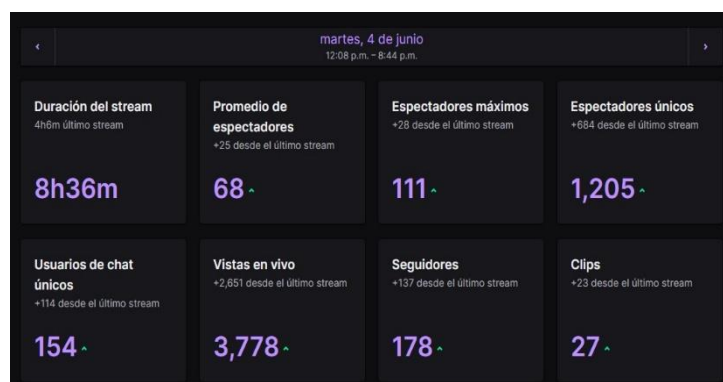 martes, 4 de junio
12:08 p.m. – 8:44 p.m.
Duración del stream
4h6m último stream
8h36m
Promedio de
espectadores
+25 desde el último stream
68
Espectadores máximos
+28 desde el último stream
111
Espectadores únicos
+684 desde el último stream
1,205
Usuarios de chat
únicos
+114 desde el último stream
154
Vistas en vivo
+2,651 desde el último stream
3,778
Seguidores
+137 desde el último stream
178
Clips
+23 desde el último stream
27